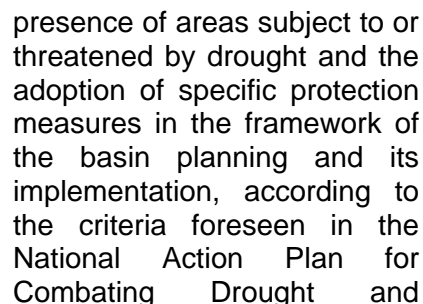 presence of areas subject to or
threatened by drought and the
adoption of specific protection
measures in the framework of
the basin planning and its
implementation, according to
the criteria foreseen in the
National Action Plan for
Combating Drought and